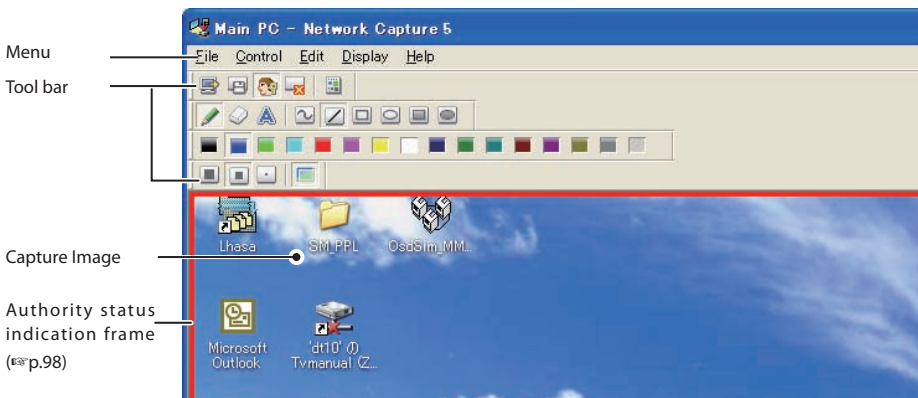 Main PC - Network Capture 5
Menu
File Control Edit Display Help
Tool bar
A
Lhasa SM_PPL OsdSim_MM...
Capture Image
Authority status
indication frame
(☞p.98)
Microsoft
Outlook
'dt10' の
Tvmanual (Z...